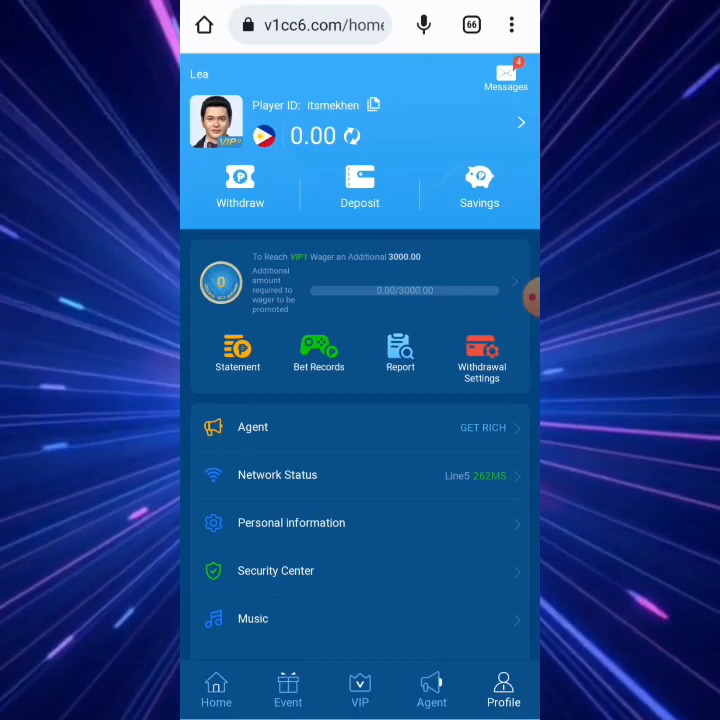 v1cc6.com/home
66
Lea
4
Messages
Player ID: itsmekhen
VIP0
0.00
Withdraw
Deposit
Savings
To Reach VIP1 Wager an Additional 3000.00
0
Additional
amount
required to
wager to be
promoted
0.00/3000.00
Statement
Bet Records
Report
Withdrawal
Settings
Agent
GET RICH
Network Status
Line5 262MS
Personal information
Security Center
Music
Home
Event
VIP
Agent
Profile